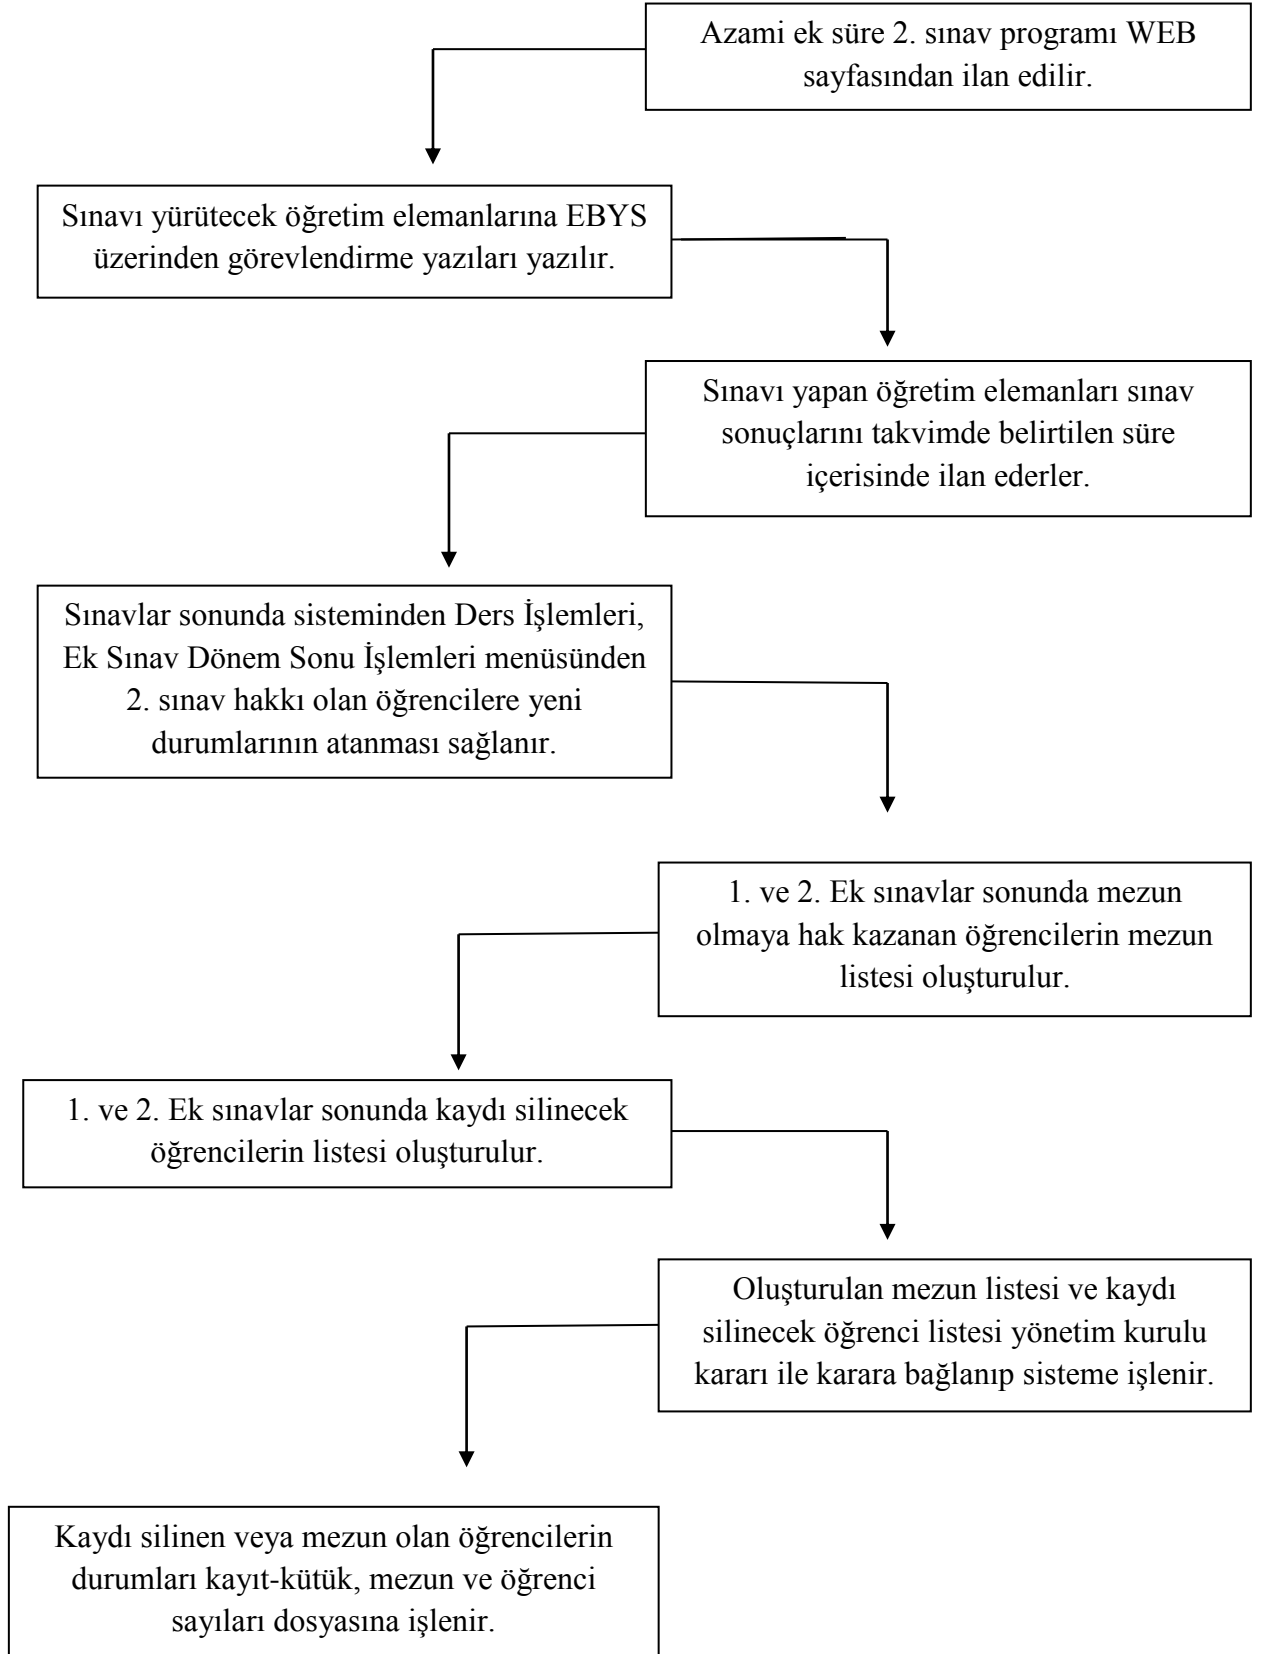 Azami ek süre 2. sınav programı WEB
sayfasından ilan edilir.
Sınavı yürütecek öğretim elemanlarına EBYS
üzerinden görevlendirme yazıları yazılır.
Sınavı yapan öğretim elemanları sınav
sonuçlarını takvimde belirtilen süre
içerisinde ilan ederler.
Sınavlar sonunda sisteminden Ders İşlemleri,
Ek Sınav Dönem Sonu İşlemleri menüsünden
2. sınav hakkı olan öğrencilere yeni
durumlarının atanması sağlanır.
1. ve 2. Ek sınavlar sonunda mezun
olmaya hak kazanan öğrencilerin mezun
listesi oluşturulur.
1. ve 2. Ek sınavlar sonunda kaydı silinecek
öğrencilerin listesi oluşturulur.
Oluşturulan mezun listesi ve kaydı
silinecek öğrenci listesi yönetim kurulu
kararı ile karara bağlanıp sisteme işlenir.
Kaydı silinen veya mezun olan öğrencilerin
durumları kayıt-kütük, mezun ve öğrenci
sayıları dosyasına işlenir.